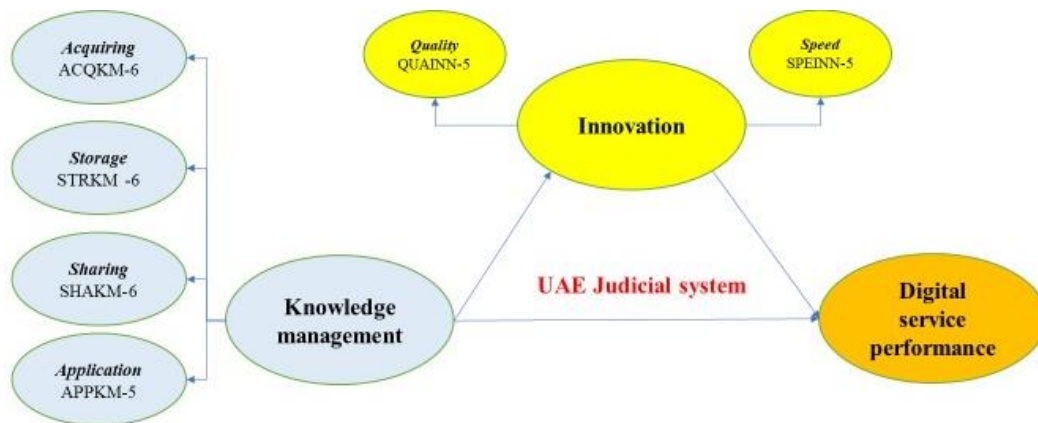 Acquiring
ACQKM-6
Storage
STRKM -6
Sharing
SHAKM-6
Application
APPKM-5
Knowledge
management
Quality
QUAINN-5
Innovation
Speed
SPEINN-5
UAE Judicial system
Digital
service
performance